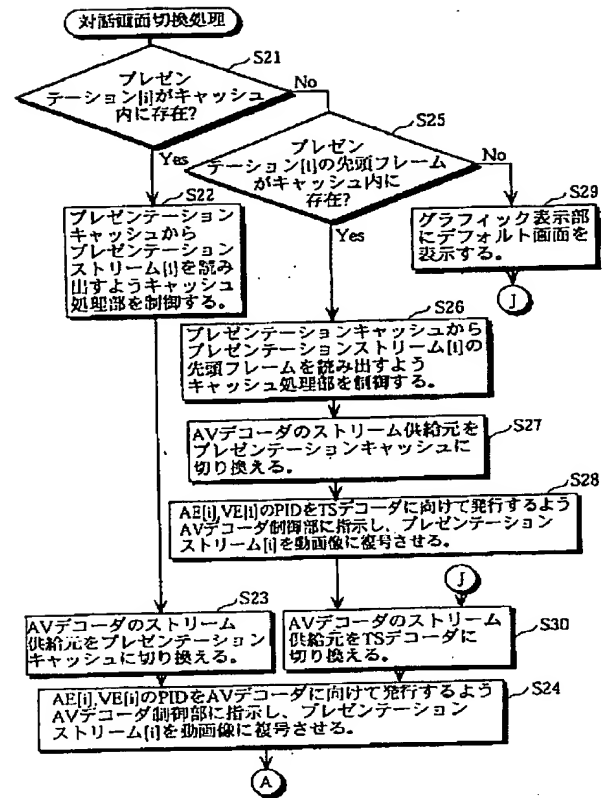 対話画面切換処理
S21
プレゼン
テーション[i]がキャッシュ
内に存在?
No
Yes
S25
プレゼン
テーション[i]の先頭フレーム
がキャッシュ内に
存在?
No
Yes
S22
プレゼンテーション
キャッシュから
プレゼンテーション
ストリーム[i]を読み
出すようキャッシュ
処理部を制御する。
S29
グラフィック表示部
にデフォルト画面を
表示する。
J
S26
プレゼンテーションキャッシュから
プレゼンテーションストリーム[i]の
先頭フレームを読み出すよう
キャッシュ処理部を制御する。
S27
AVデコーダのストリーム供給元を
プレゼンテーションキャッシュに
切り換える。
S28
AE[i],VE[i]のPIDをTSデコーダに向けて発行するよう
AVデコーダ制御部に指示し、プレゼンテーション
ストリーム[i]を動画像に復号させる。
J
S23
AVデコーダのストリーム
供給元をプレゼンテーション
キャッシュに切り換える。
S30
AVデコーダのストリーム
供給元をTSデコーダに
切り換える。
S24
AE[i],VE[i]のPIDをAVデコーダに向けて発行するよう
AVデコーダ制御部に指示し、プレゼンテーション
ストリーム[i]を動画像に復号させる。
A